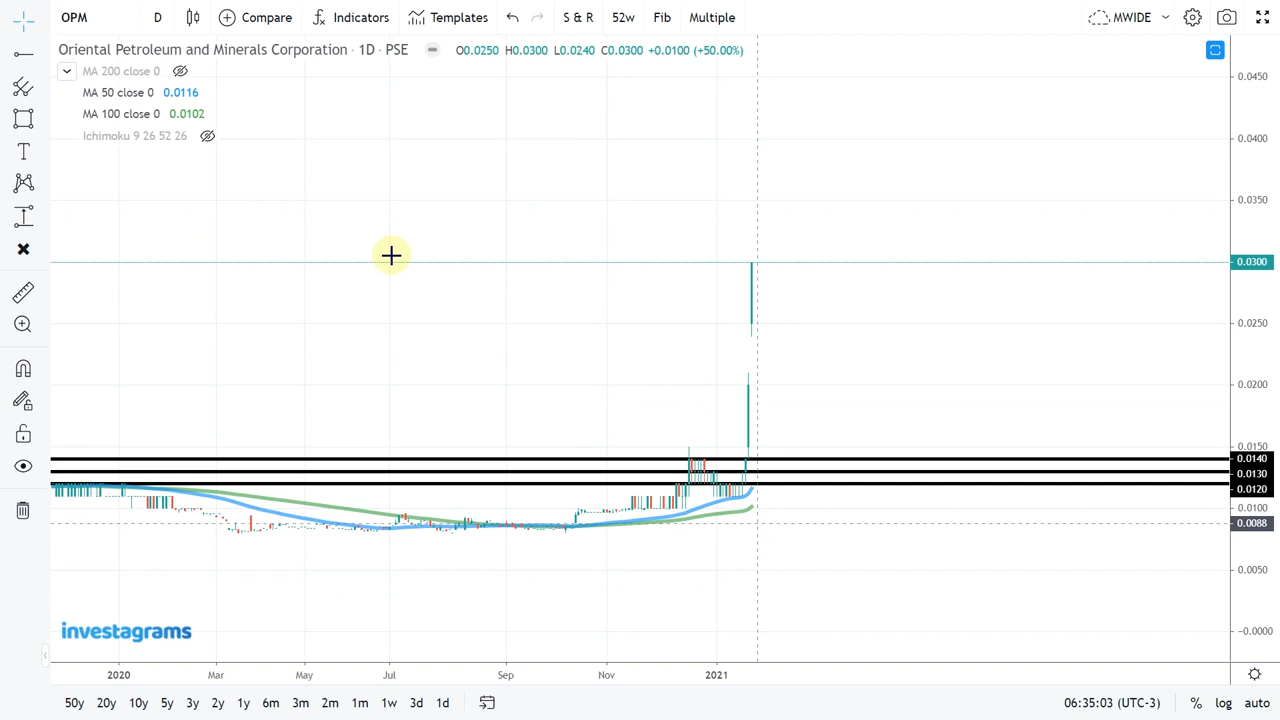 OPM D Compare Indicators Templates S & R 52w Fib Multiple MWIDE
Oriental Petroleum and Minerals Corporation · 1D · PSE O0.0250 H0.0300 L0.0240 C0.0300 +0.0100 (+50.00%)
MA 200 close 0
MA 50 close 0 0.0116
MA 100 close 0 0.0102
Ichimoku 9 26 52 26
0.0450
0.0400
0.0350
0.0300
0.0250
0.0200
0.0150
0.0140
0.0130
0.0120
0.0100
0.0088
0.0050
−0.0000
investagrams
2020 Mar May Jul Sep Nov 2021
50y 20y 10y 5y 3y 2y 1y 6m 3m 2m 1m 1w 3d 1d 06:35:03 (UTC-3) % log auto